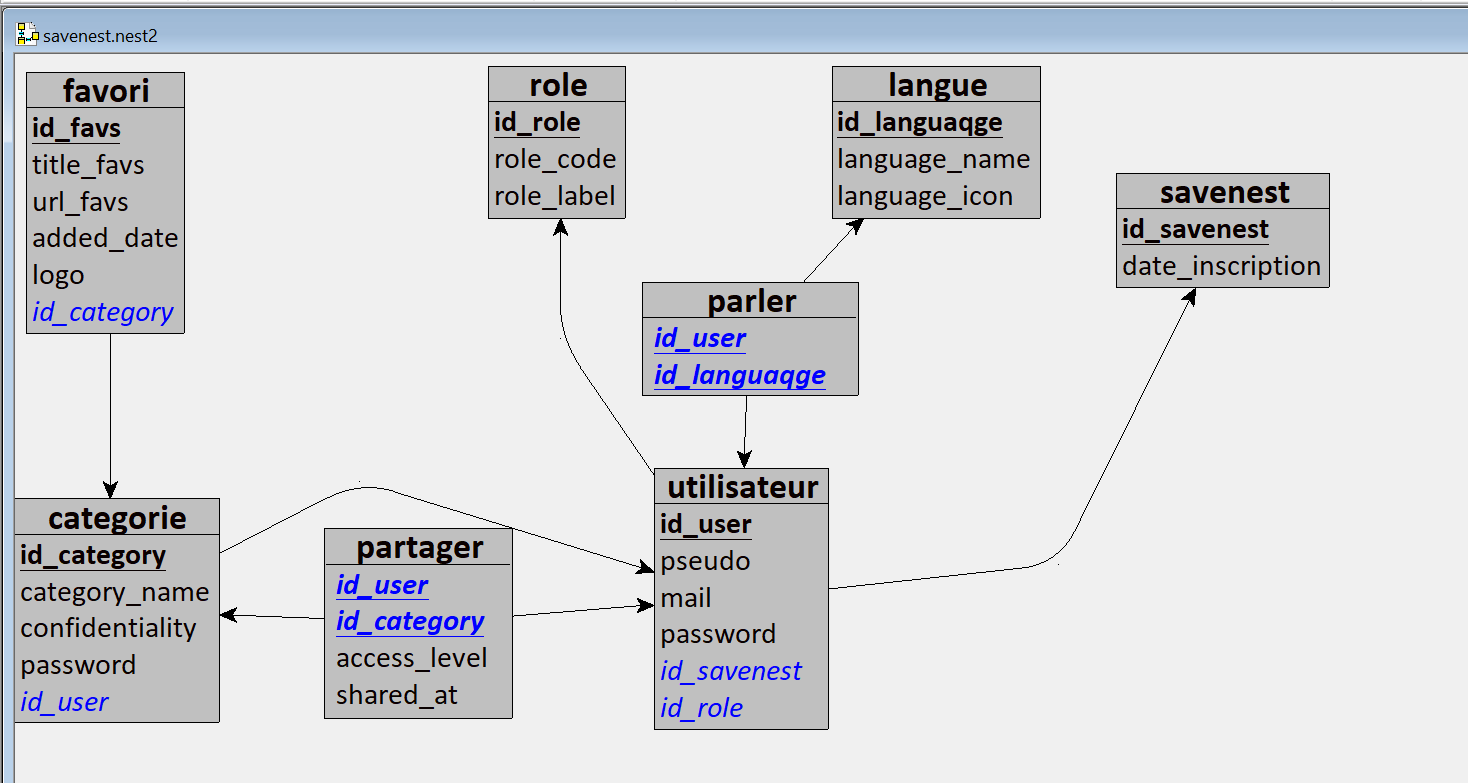 savenest.nest2
favori
id_favs
title_favs
url_favs
added_date
logo
id_category
role
id_role
role_code
role_label
langue
id_languaqge
language_name
language_icon
savenest
id_savenest
date_inscription
parler
id_user
id_languaqge
categorie
id_category
category_name
confidentiality
password
id_user
partager
id_user
id_category
access_level
shared_at
utilisateur
id_user
pseudo
mail
password
id_savenest
id_role